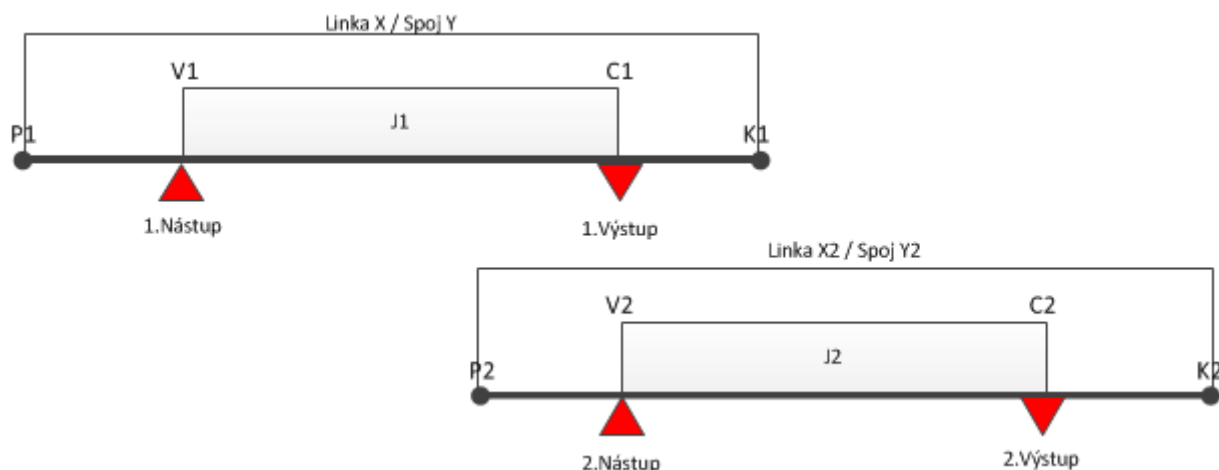 Linka X / Spoj Y
V1 C1
J1
P1 K1
1.Nástup 1.Výstup
Linka X2 / Spoj Y2
V2 C2
J2
P2 K2
2.Nástup 2.Výstup